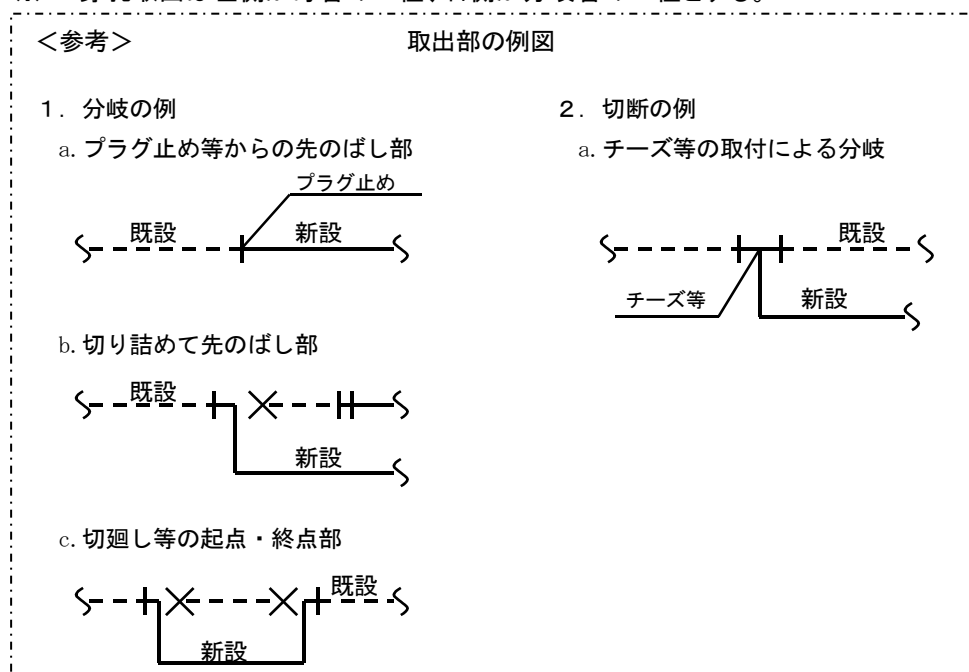 ＜参考＞
取出部の例図
１．分岐の例
a. プラグ止め等からの先のばし部
プラグ止め
既設
新設
b. 切り詰めて先のばし部
既設
新設
c. 切廻し等の起点・終点部
既設
新設
２．切断の例
a. チーズ等の取付による分岐
既設
チーズ等
新設